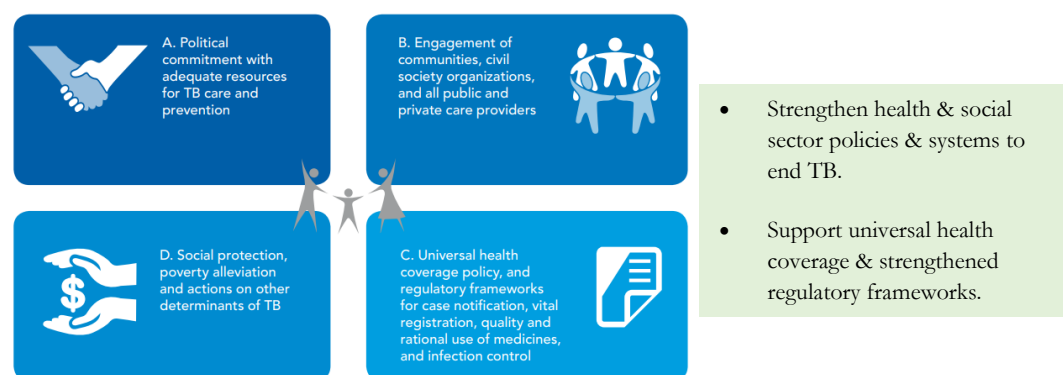 A. Political
commitment with
adequate resources
for TB care and
prevention
B. Engagement of
communities, civil
society organizations,
and all public and
private care providers
D. Social protection,
poverty alleviation
and actions on other
determinants of TB
$
C. Universal health
coverage policy, and
regulatory frameworks
for case notification, vital
registration, quality and
rational use of medicines,
and infection control
• Strengthen health & social
sector policies & systems to
end TB.
• Support universal health
coverage & strengthened
regulatory frameworks.